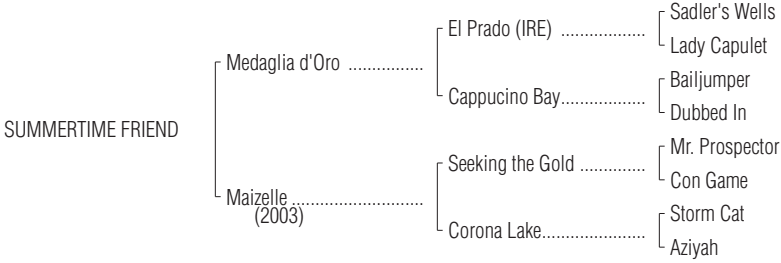 Sadler's Wells
El Prado (IRE) ..................
Lady Capulet
Medaglia d'Oro ................
Bailjumper
Cappucino Bay..................
Dubbed In
SUMMERTIME FRIEND
Mr. Prospector
Seeking the Gold ..............
Con Game
Maizelle ............................
(2003)
Storm Cat
Corona Lake......................
Aziyah